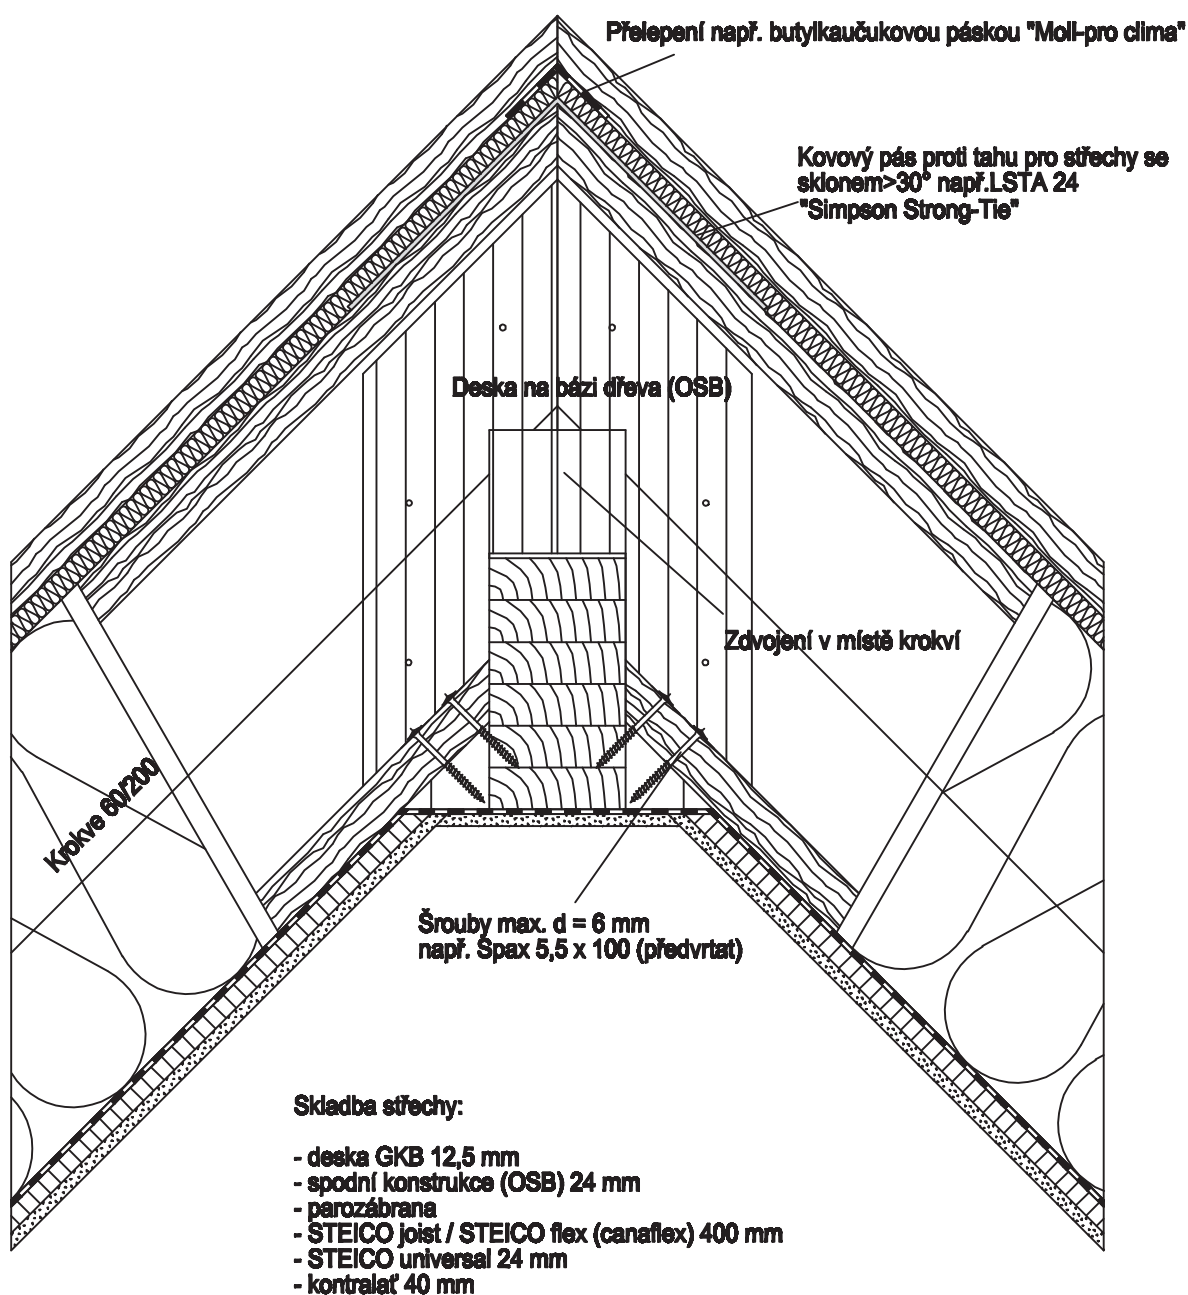 Přelepení např. butylkaučukovou páskou "Moll-pro clima"
Kovový pás proti tahu pro střechy se
sklonem>30° např.LSTA 24
"Simpson Strong-Tie"
Deska na bázi dřeva (OSB)
Zdvojení v místě krokví
Krokve 60/200
Šrouby max. d = 6 mm
např. Spax 5,5 x 100 (předvrtat)
Skladba střechy:
- deska GKB 12,5 mm
- spodní konstrukce (OSB) 24 mm
- parozábrana
- STEICO joist / STEICO flex (canaflex) 400 mm
- STEICO universal 24 mm
- kontralať 40 mm